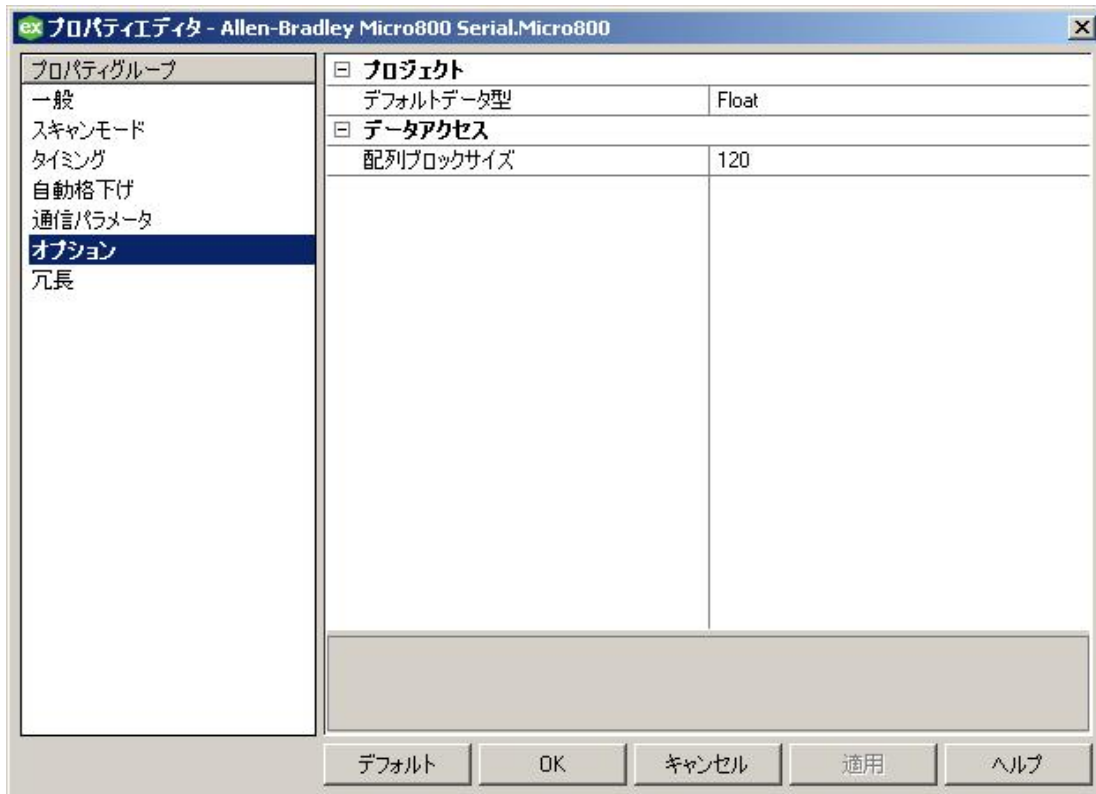 ex プロパティエディタ - Allen-Bradley Micro800 Serial.Micro800
プロパティグループ
一般
スキャンモード
タイミング
自動格下げ
通信パラメータ
オプション
冗長
プロジェクト
デフォルトデータ型 Float
データアクセス
配列ブロックサイズ 120
デフォルト OK キャンセル 適用 ヘルプ